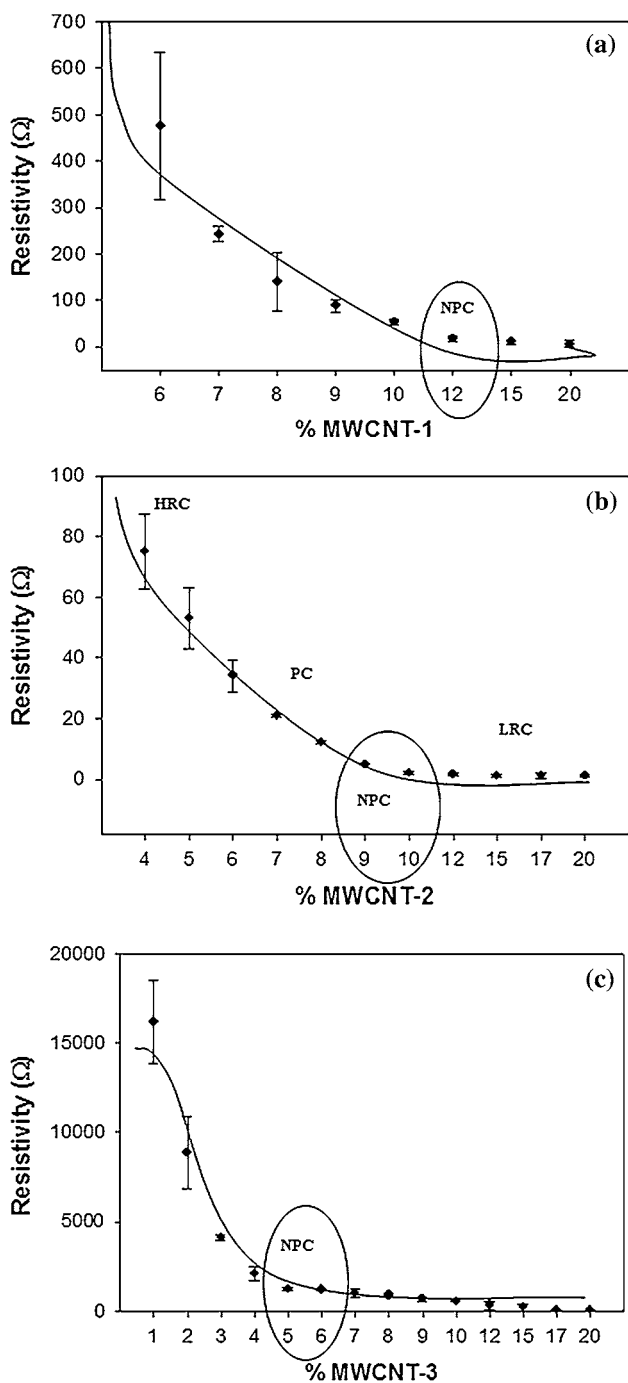 (a)
700
600
500
400
300
200
100
0
Resistivity (Ω)
NPC
6 7 8 9 10 12 15 20
% MWCNT-1
(b)
100
80
60
40
20
0
Resistivity (Ω)
HRC
PC
LRC
NPC
4 5 6 7 8 9 10 12 15 17 20
% MWCNT-2
(c)
20000
15000
10000
5000
0
Resistivity (Ω)
NPC
1 2 3 4 5 6 7 8 9 10 12 15 17 20
% MWCNT-3